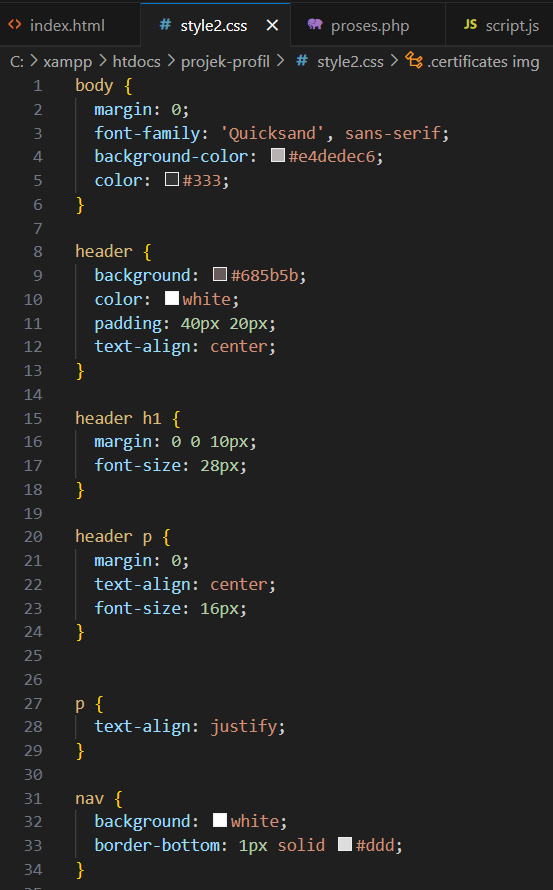 index.html style2.css proses.php JS script.js
C: > xampp > htdocs > projek-profil > # style2.css > .certificates img
1 body {
2 margin: 0;
3 font-family: 'Quicksand', sans-serif;
4 background-color: #e4dedec6;
5 color: #333;
6 }
7
8 header {
9 background: #685b5b;
10 color: white;
11 padding: 40px 20px;
12 text-align: center;
13 }
14
15 header h1 {
16 margin: 0 0 10px;
17 font-size: 28px;
18 }
19
20 header p {
21 margin: 0;
22 text-align: center;
23 font-size: 16px;
24 }
25
26
27 p {
28 text-align: justify;
29 }
30
31 nav {
32 background: white;
33 border-bottom: 1px solid #ddd;
34 }